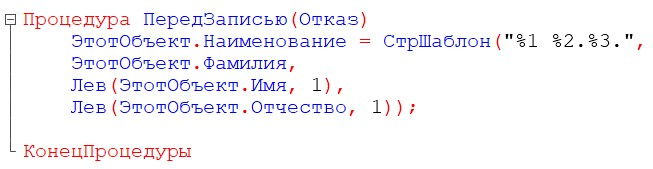 Процедура ПередЗаписью(Отказ)
ЭтотОбъект.Наименование = СтрШаблон("%1 %2.%3.",
ЭтотОбъект.Фамилия,
Лев(ЭтотОбъект.Имя, 1),
Лев(ЭтотОбъект.Отчество, 1));
КонецПроцедуры